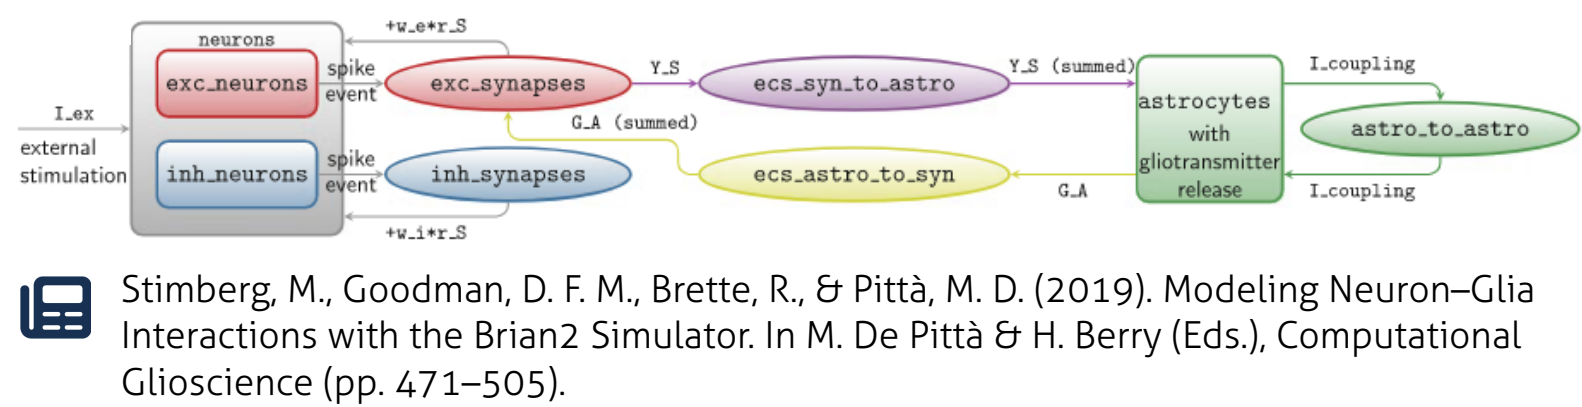 +w_e*r_S
neurons
exc_neurons
spike
event
exc_synapses
Y_S
ecs_syn_to_astro
Y_S (summed)
I_coupling
I_ex
external
stimulation
G_A (summed)
astrocytes
with
gliotransmitter
release
astro_to_astro
inh_neurons
spike
event
inh_synapses
ecs_astro_to_syn
G_A
I_coupling
+w_i*r_S
Stimberg, M., Goodman, D. F. M., Brette, R., & Pittà, M. D. (2019). Modeling Neuron–Glia
Interactions with the Brian2 Simulator. In M. De Pittà & H. Berry (Eds.), Computational
Glioscience (pp. 471–505).